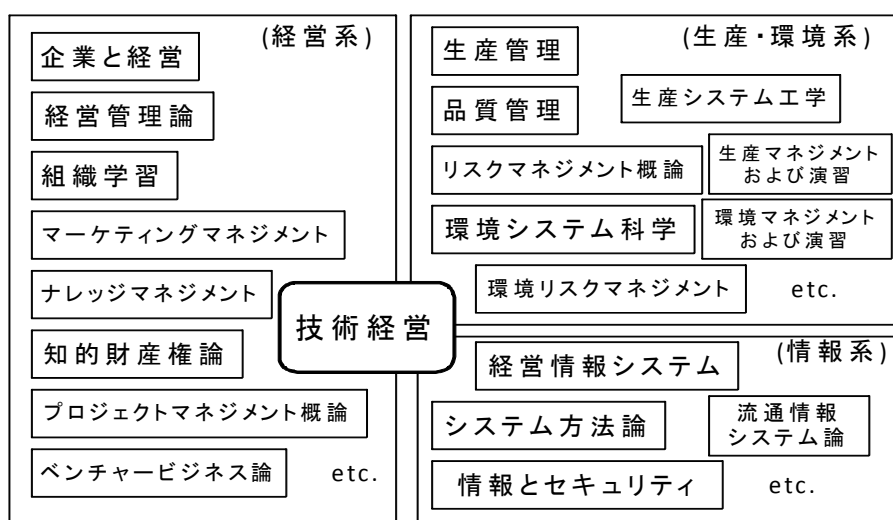 (経営系)
企業と経営
経営管理論
組織学習
マーケティングマネジメント
ナレッジマネジメント
知的財産権論
プロジェクトマネジメント概論
ベンチャービジネス論
etc.
技術経営
(生産・環境系)
生産管理
品質管理
生産システム工学
リスクマネジメント概論
生産マネジメント
および演習
環境システム科学
環境マネジメント
および演習
環境リスクマネジメント
etc.
(情報系)
経営情報システム
システム方法論
流通情報
システム論
情報とセキュリティ
etc.